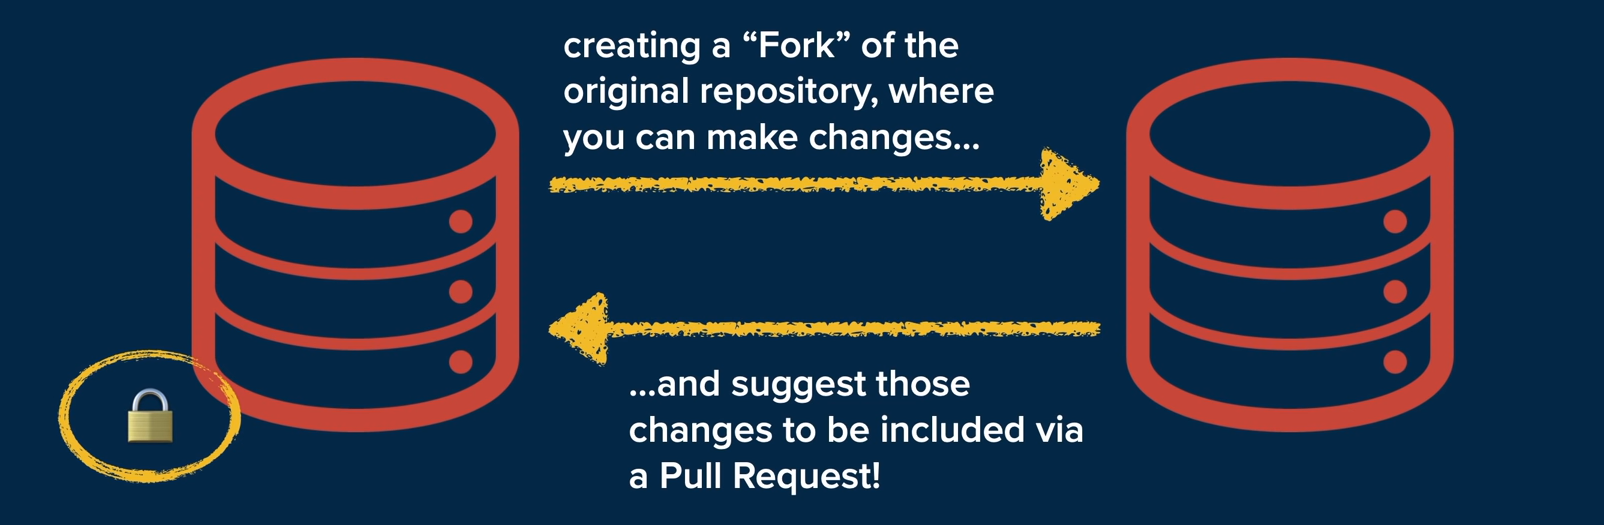 creating a “Fork” of the
original repository, where
you can make changes...
...and suggest those
changes to be included via
a Pull Request!